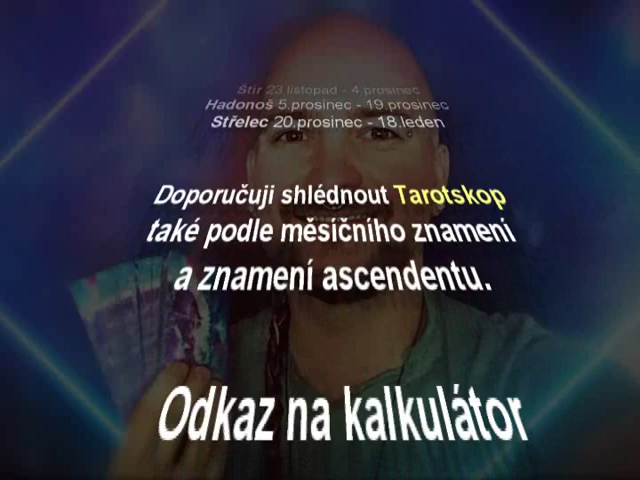 Štír 23.listopad - 4.prosinec
Hadonoš 5.prosinec - 19.prosinec
Střelec 20.prosinec - 18.leden
Doporučuji shlédnout Tarotskop
také podle měsíčního znamení
a znamení ascendentu.
Odkaz na kalkulátor